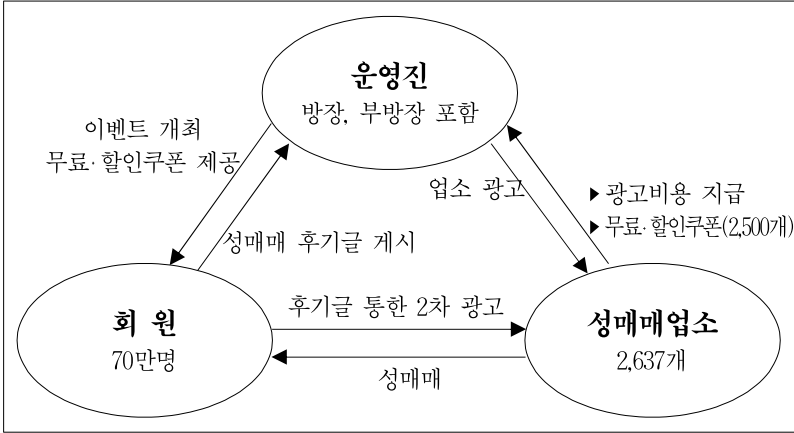 운영진
방장, 부방장 포함
이벤트 개최
무료·할인쿠폰 제공
업소 광고
▶ 광고비용 지급
▶ 무료·할인쿠폰(2,500개)
성매매 후기글 게시
회 원
70만명
후기글 통한 2차 광고
성매매
성매매업소
2,637개